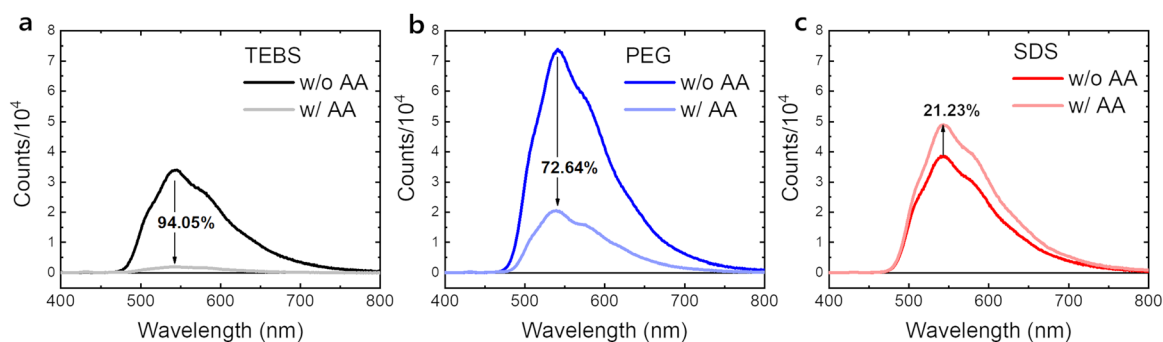 a
TEBS
w/o AA
w/ AA
94.05%
Counts/10⁴
8
7
6
5
4
3
2
1
0
400 500 600 700 800
Wavelength (nm)
b
PEG
w/o AA
w/ AA
72.64%
Counts/10⁴
8
7
6
5
4
3
2
1
0
400 500 600 700 800
Wavelength (nm)
c
SDS
w/o AA
w/ AA
21.23%
Counts/10⁴
8
7
6
5
4
3
2
1
0
400 500 600 700 800
Wavelength (nm)